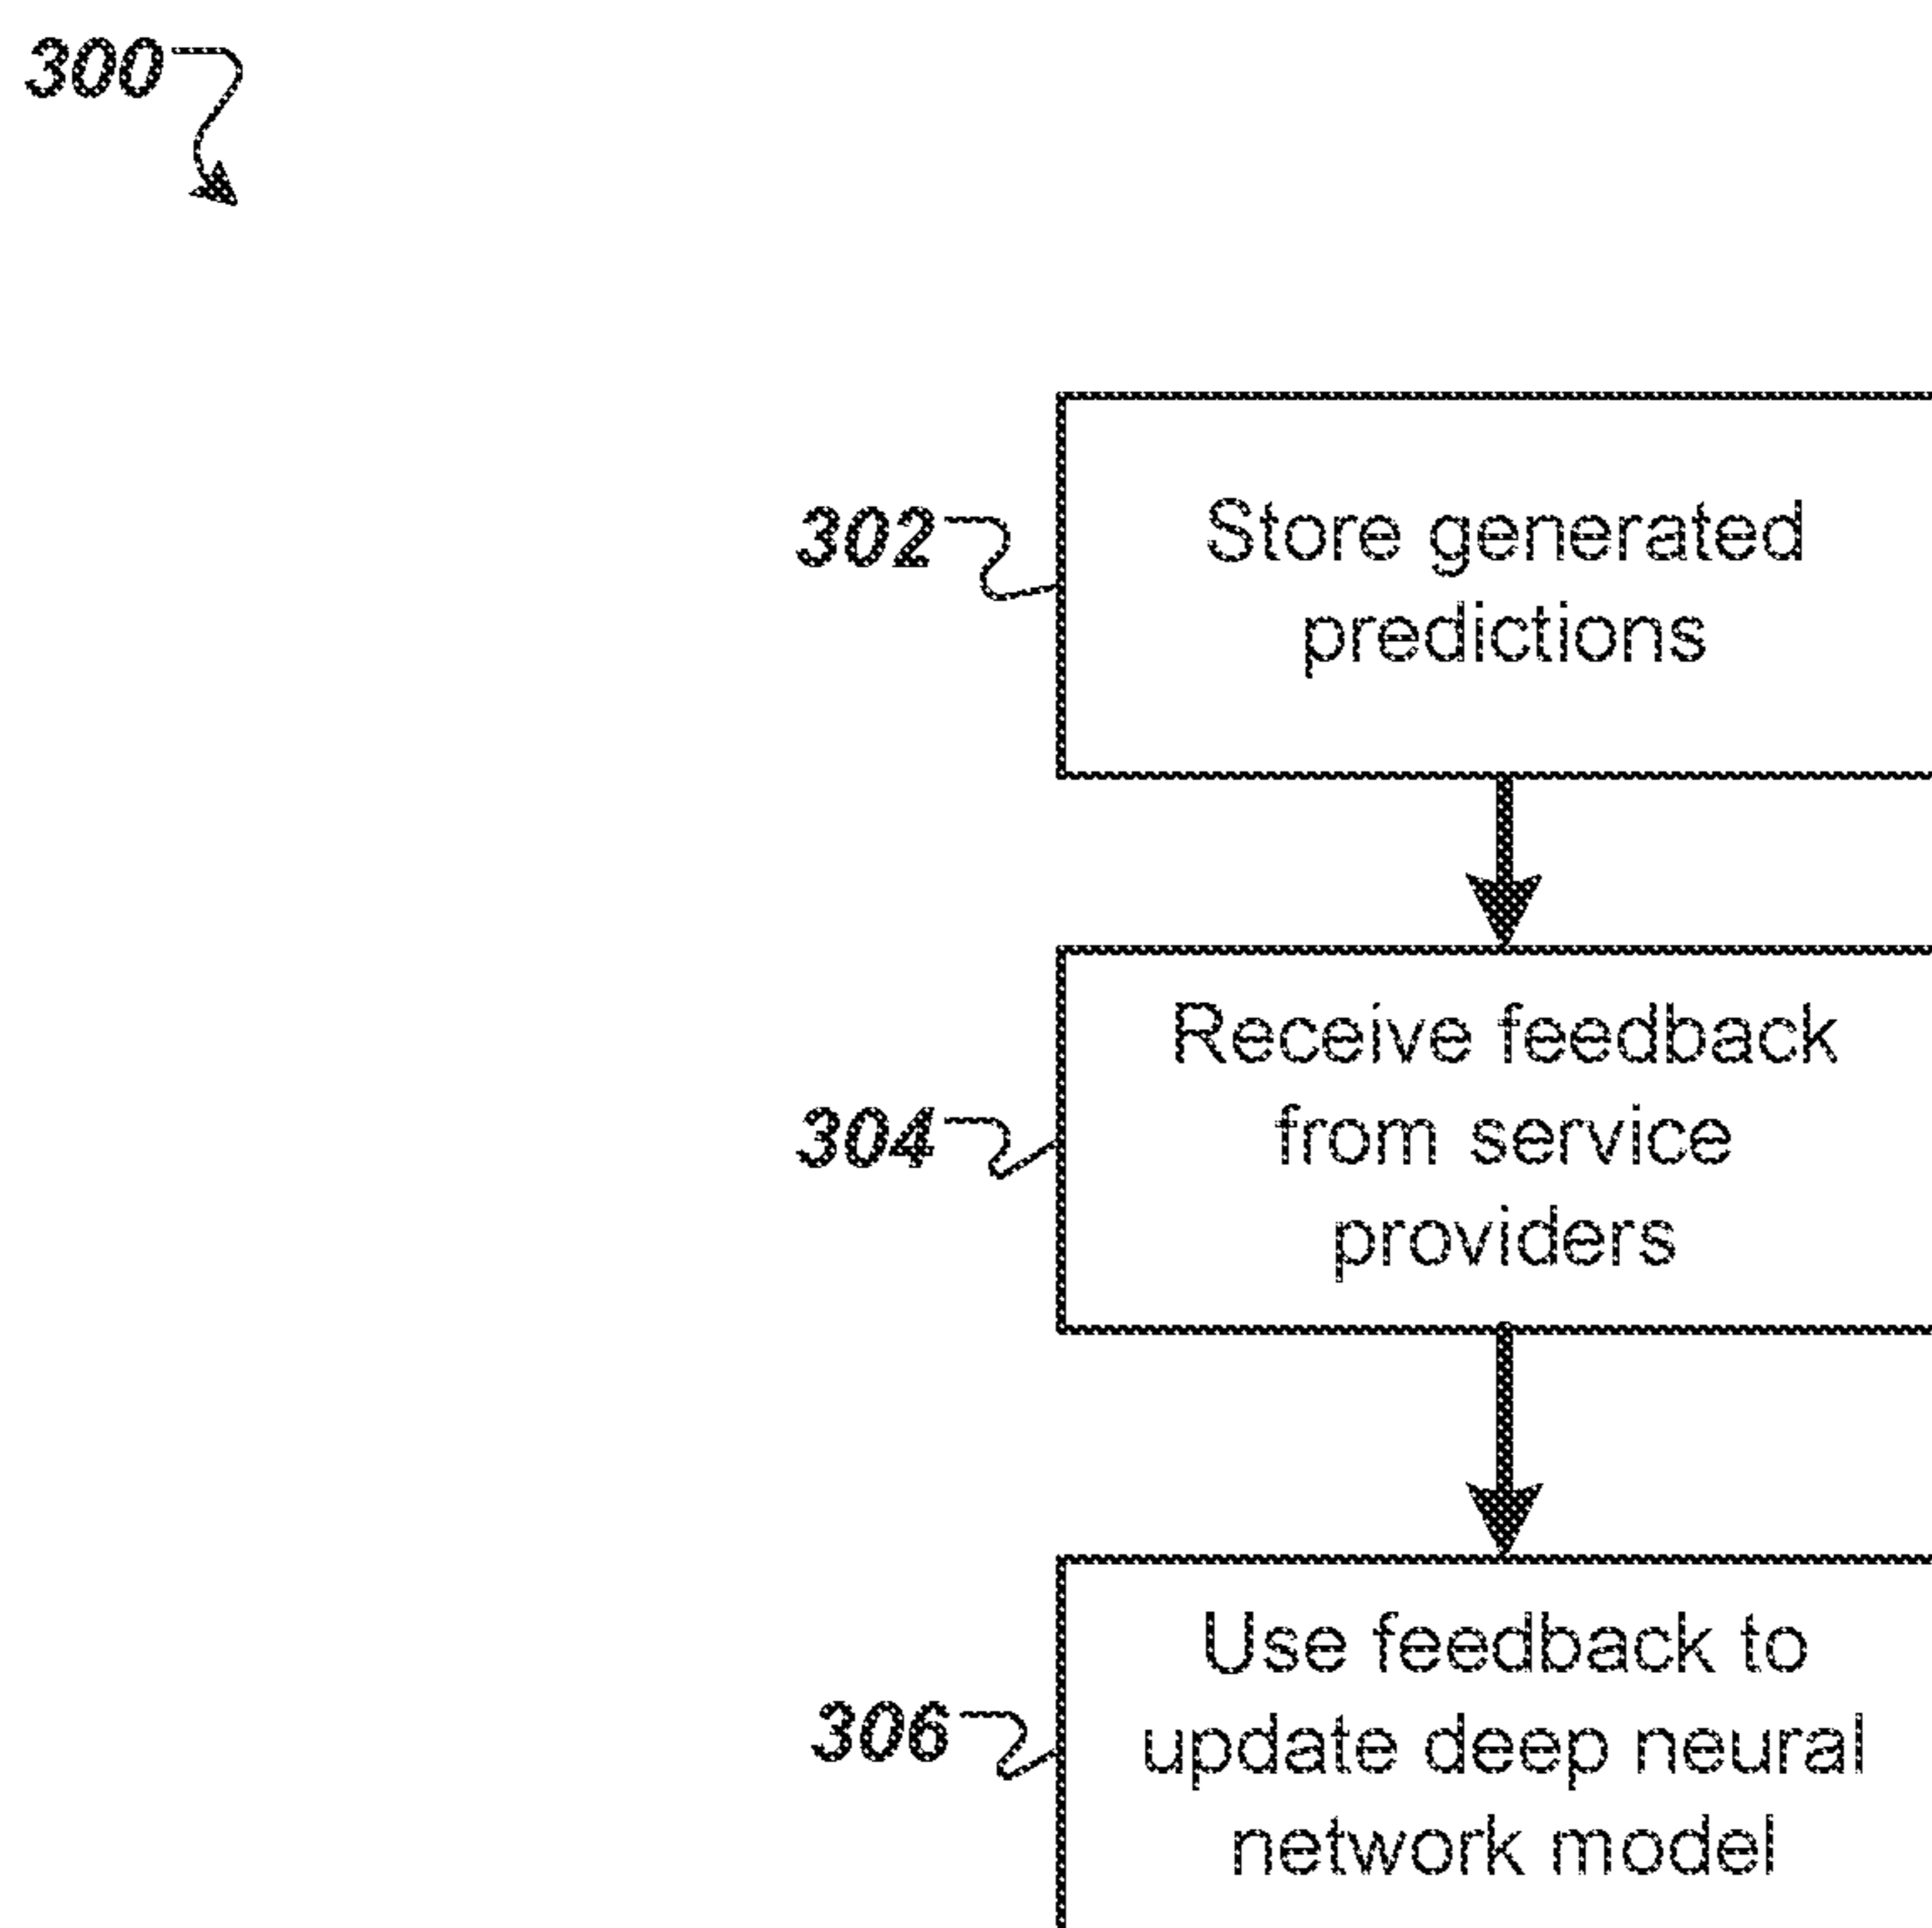 300
302
Store generated
predictions
304
Receive feedback
from service
providers
306
Use feedback to
update deep neural
network model